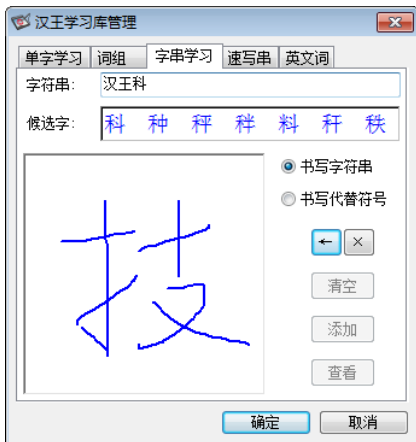 汉王学习库管理
单字学习 词组 字串学习 速写串 英文词
字符串: 汉王科
候选字: 科 种 秤 秚 料 秆 秩
书写字符串
书写代替符号
技
← ×
清空
添加
查看
确定 取消